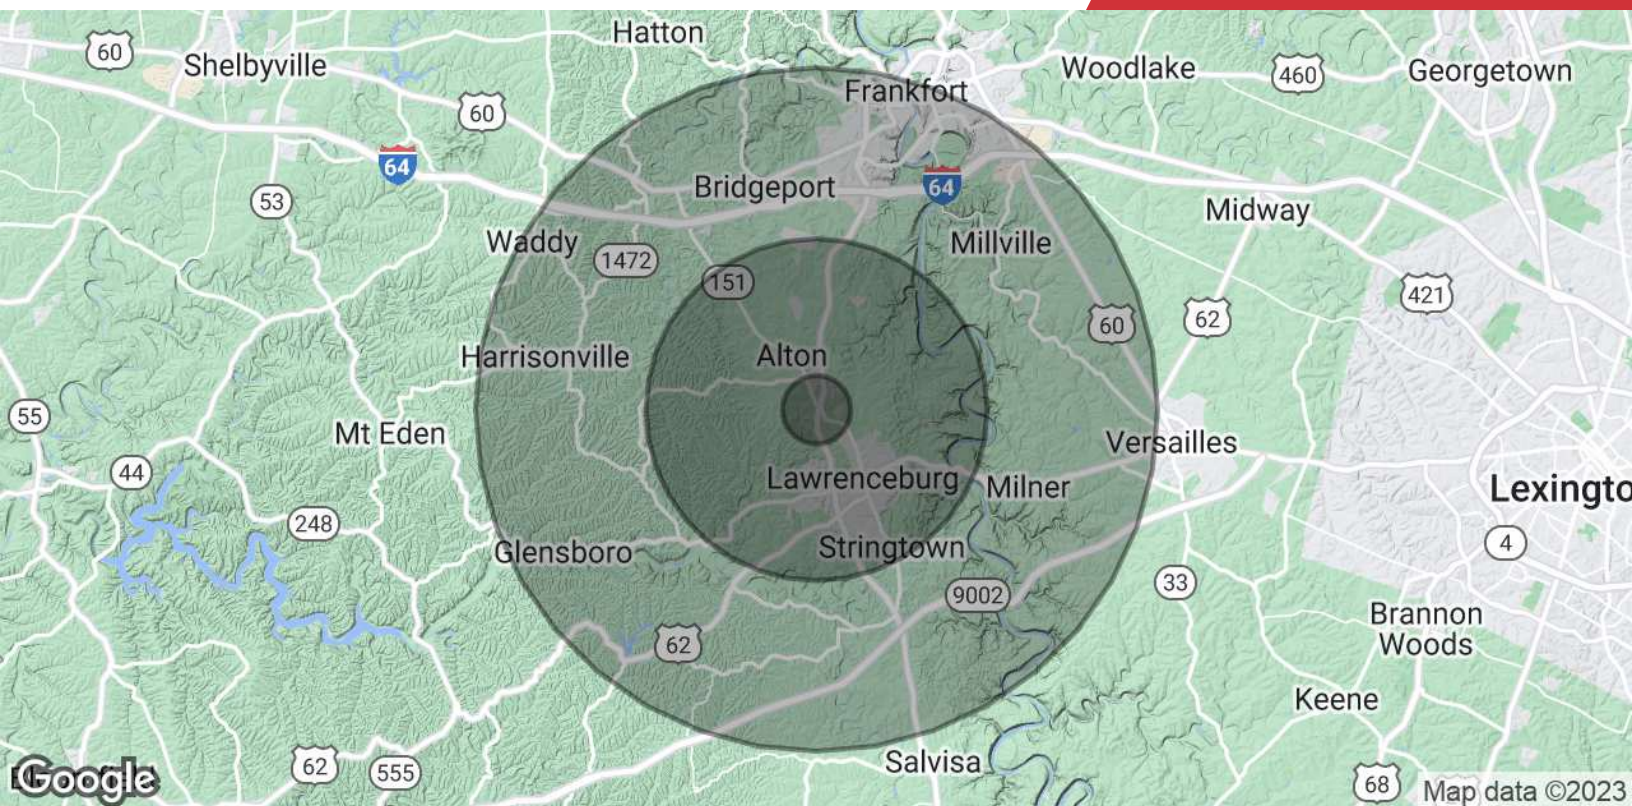 Hatton
60
Shelbyville
Woodlake
460
Georgetown
Frankfort
60
64
Bridgeport
64
53
Midway
Waddy
1472
Millville
151
421
60
62
Harrisonville
Alton
55
Mt Eden
Versailles
44
Lawrenceburg
Milner
Lexingto
248
Glensboro
Stringtown
4
9002
33
Brannon
Woods
62
Keene
Salvisa
62
555
Google
68
Map data ©2023